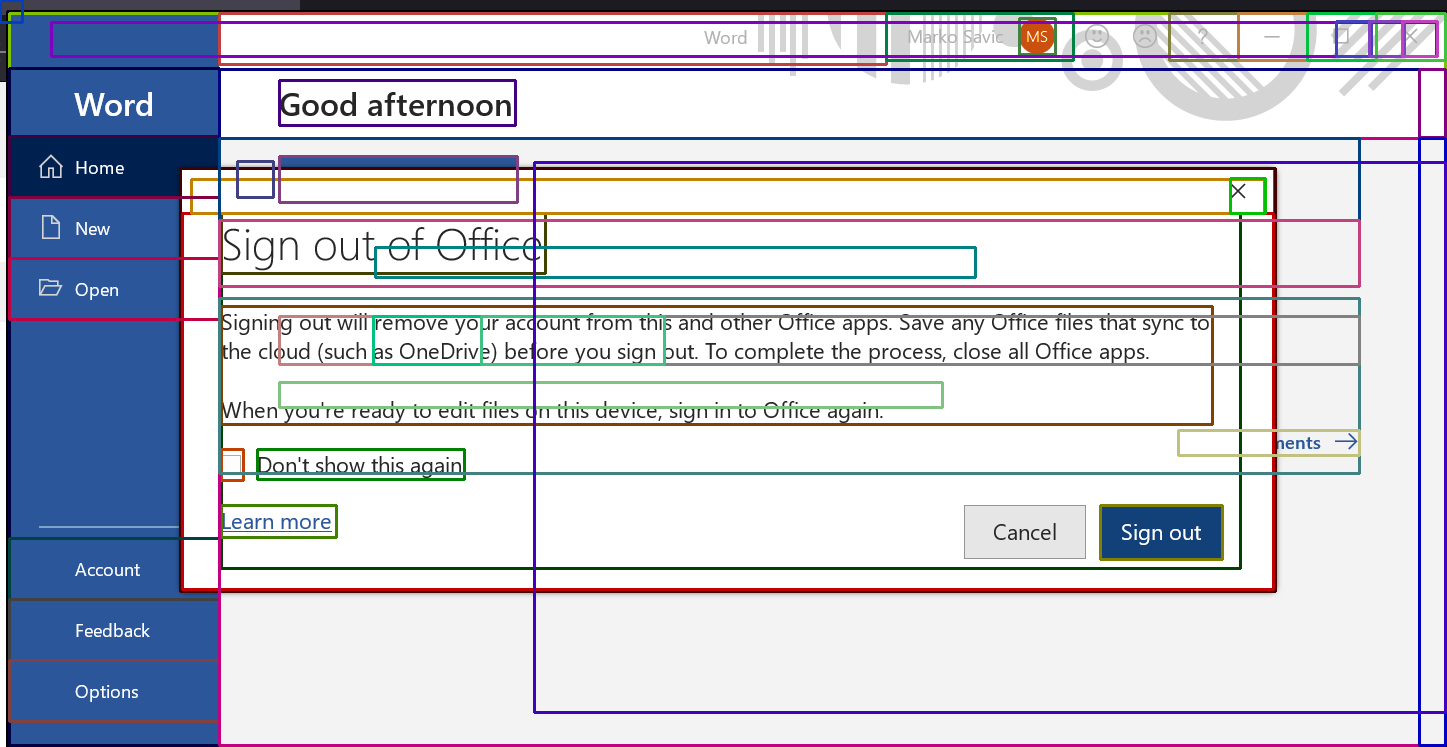 Word
Marko Savic
MS
?
Word
Good afternoon
Home
New
Open
Sign out of Office
Signing out will remove your account from this and other Office apps. Save any Office files that sync to
the cloud (such as OneDrive) before you sign out. To complete the process, close all Office apps.
When you're ready to edit files on this device, sign in to Office again.
Don't show this again
Learn more
Cancel
Sign out
Account
Feedback
Options